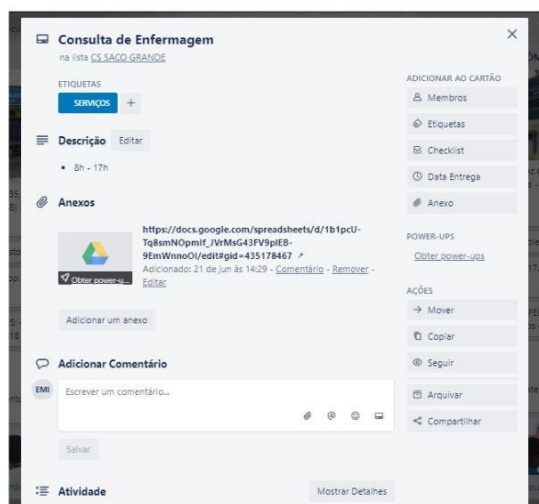 Consulta de Enfermagem
na lista CS SACO GRANDE
ETIQUETAS
SERVIÇOS +
Descrição Editar
• 8h - 17h
Anexos
https://docs.google.com/spreadsheets/d/1b1pcU-
Tq8smNOpmIf_JVrMsG43FV9pIEB-
9EmWnnoOI/edit#gid=435178467
Adicionado: 21 de jun às 14:29 - Comentário - Remover -
Editar
Obter power-u...
Adicionar um anexo
Adicionar Comentário
EMI
Escrever um comentário...
Salvar
Atividade
Mostrar Detalhes
ADICIONAR AO CARTÃO
Membros
Etiquetas
Checklist
Data Entrega
Anexo
POWER-UPS
Obter power-ups
AÇÕES
Mover
Copiar
Seguir
Arquivar
Compartilhar